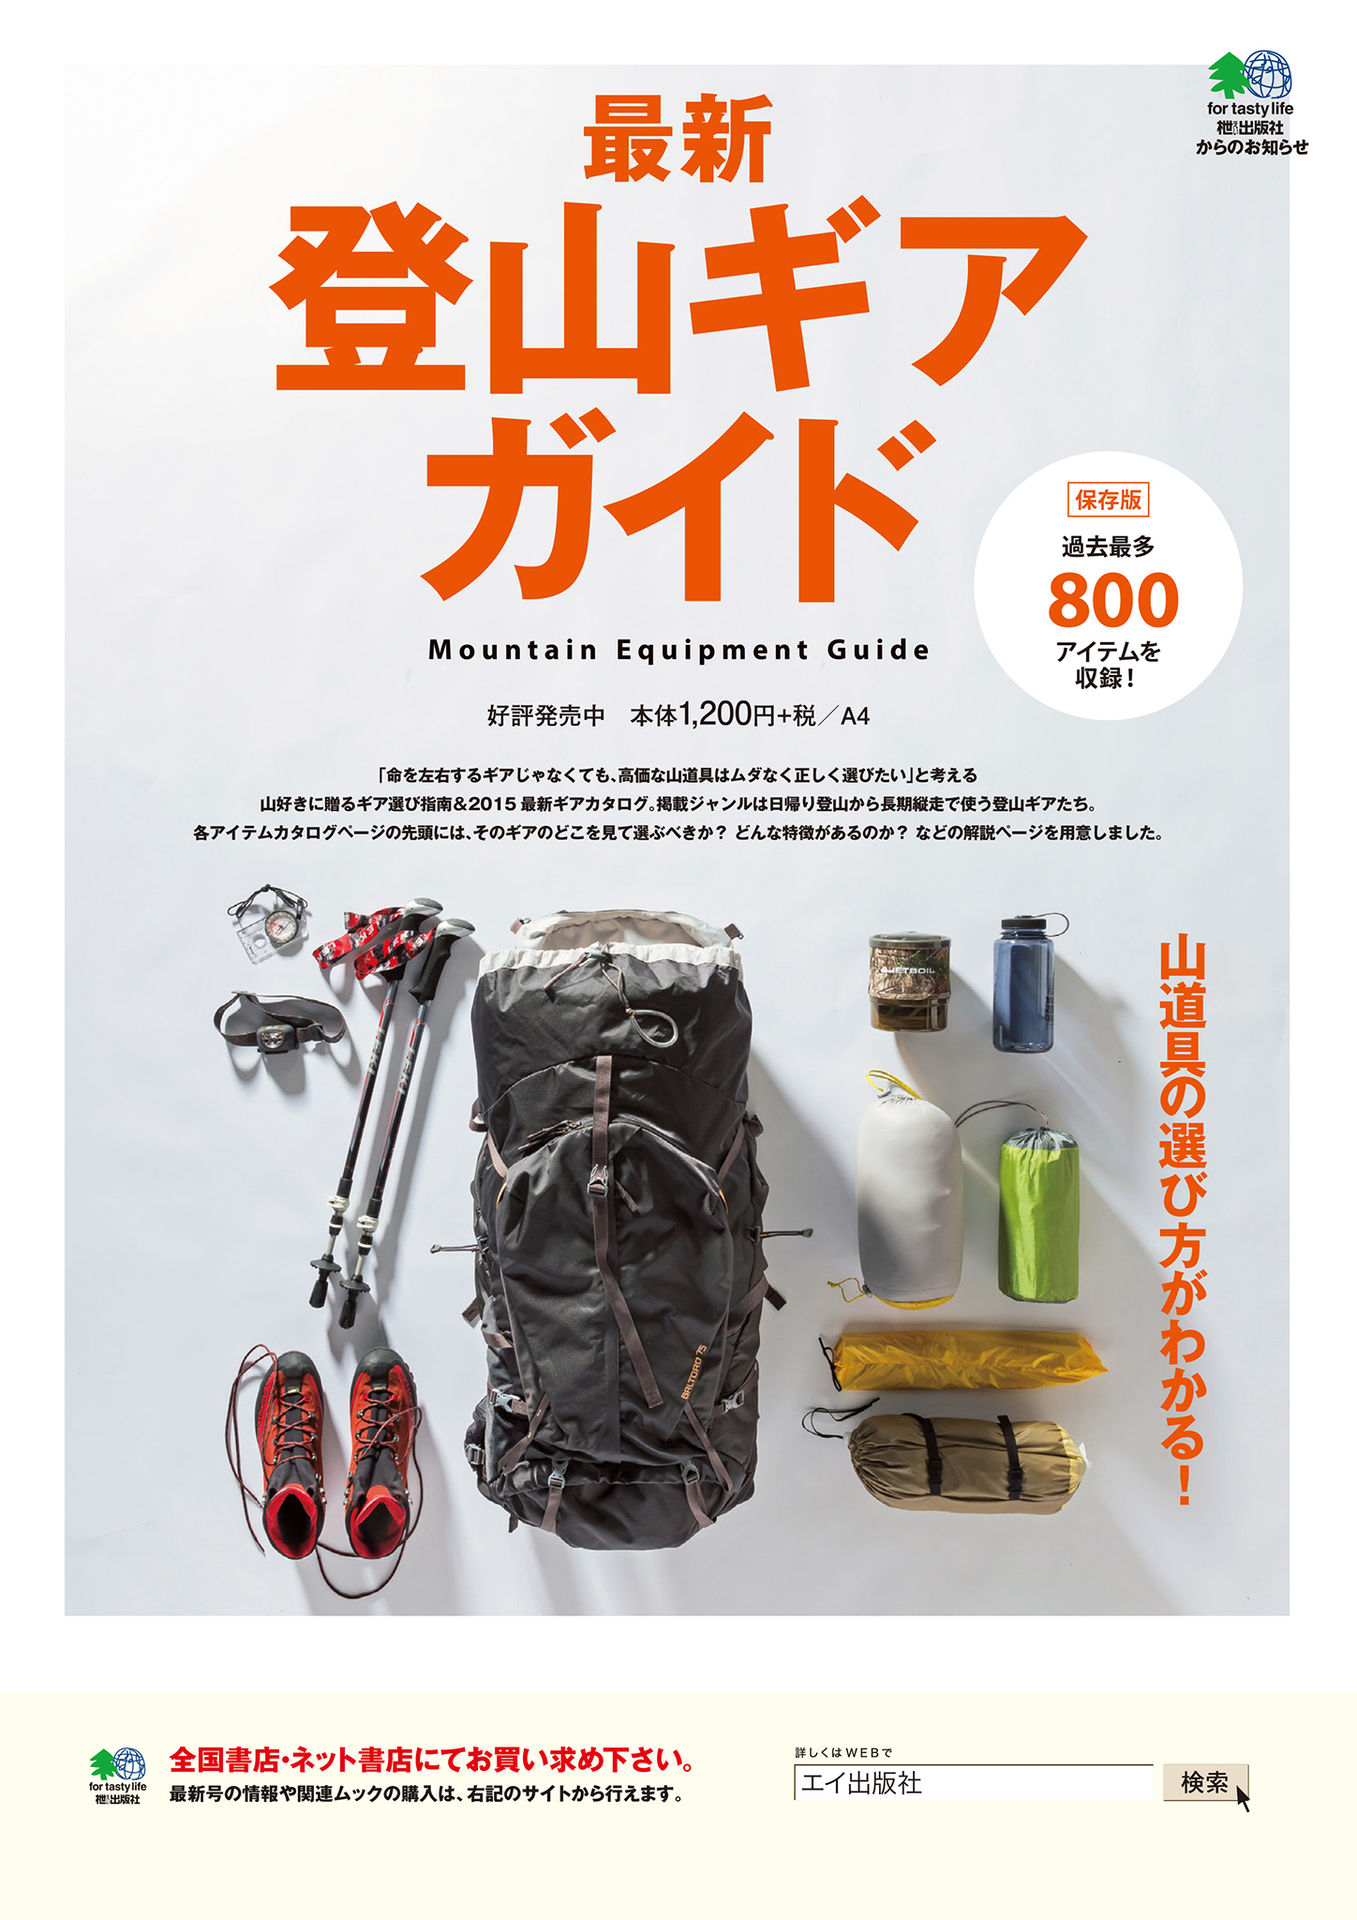 for tasty life
枻出版社
からのお知らせ
最新
登山ギア
ガイド
Mountain Equipment Guide
保存版
過去最多
800
アイテムを
収録！
好評発売中　本体1,200円+税／A4
「命を左右するギアじゃなくても、高価な山道具はムダなく正しく選びたい」と考える
山好きに贈るギア選び指南＆2015最新ギアカタログ。掲載ジャンルは日帰り登山から長期縦走で使う登山ギアたち。
各アイテムカタログページの先頭には、そのギアのどこを見て選ぶべきか？ どんな特徴があるのか？ などの解説ページを用意しました。
山道具の選び方がわかる！
JETBOIL
LEKI
BALTORO 75
for tasty life
枻出版社
全国書店・ネット書店にてお買い求め下さい。
最新号の情報や関連ムックの購入は、右記のサイトから行えます。
詳しくはWEBで
エイ出版社
検索